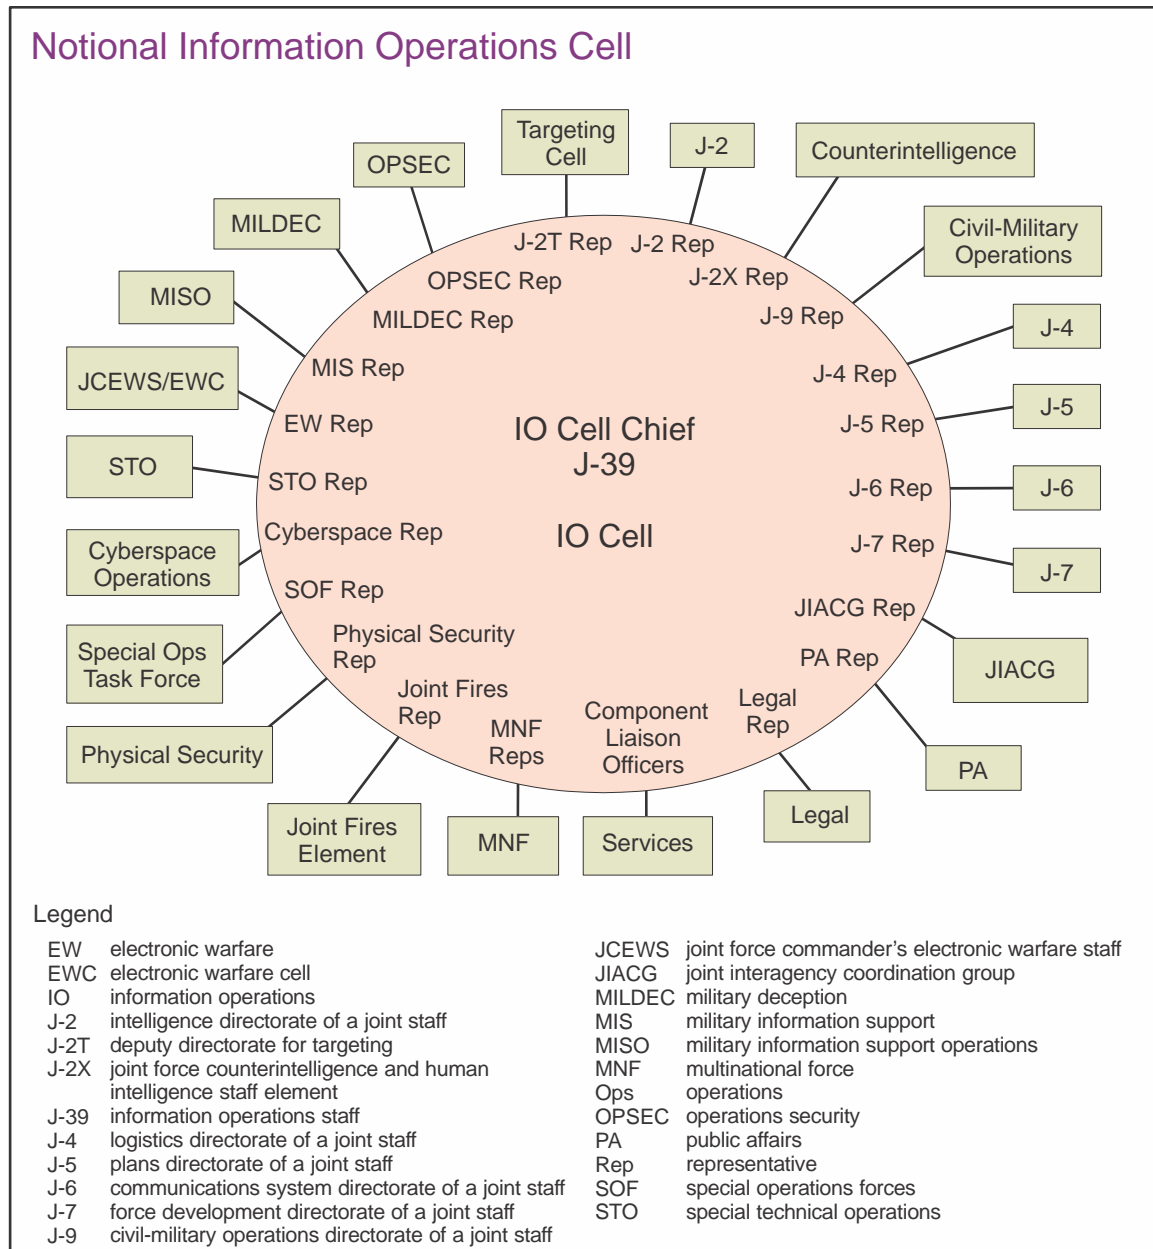 Notional Information Operations Cell
Targeting
Cell
J-2
Counterintelligence
OPSEC
MILDEC
Civil-Military
Operations
MISO
J-4
JCEWS/EWC
J-5
STO
J-6
Cyberspace
Operations
J-7
Special Ops
Task Force
JIACG
Physical Security
PA
Joint Fires
Element
MNF
Services
Legal
J-2T Rep
J-2 Rep
OPSEC Rep
J-2X Rep
MILDEC Rep
J-9 Rep
MIS Rep
J-4 Rep
EW Rep
J-5 Rep
IO Cell Chief
J-39
STO Rep
J-6 Rep
Cyberspace Rep
IO Cell
J-7 Rep
SOF Rep
JIACG Rep
Physical Security
Rep
PA Rep
Joint Fires
Rep
MNF
Reps
Component
Liaison
Officers
Legal
Rep
Legend
EW electronic warfare
EWC electronic warfare cell
IO information operations
J-2 intelligence directorate of a joint staff
J-2T deputy directorate for targeting
J-2X joint force counterintelligence and human
intelligence staff element
J-39 information operations staff
J-4 logistics directorate of a joint staff
J-5 plans directorate of a joint staff
J-6 communications system directorate of a joint staff
J-7 force development directorate of a joint staff
J-9 civil-military operations directorate of a joint staff
JCEWS joint force commander's electronic warfare staff
JIACG joint interagency coordination group
MILDEC military deception
MIS military information support
MISO military information support operations
MNF multinational force
Ops operations
OPSEC operations security
PA public affairs
Rep representative
SOF special operations forces
STO special technical operations